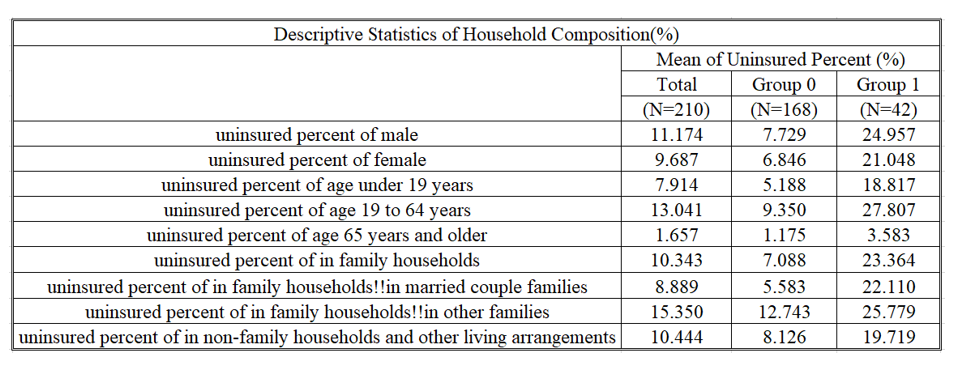 Descriptive Statistics of Household Composition(%)
Mean of Uninsured Percent (%)
Total Group 0 Group 1
(N=210) (N=168) (N=42)
uninsured percent of male 11.174 7.729 24.957
uninsured percent of female 9.687 6.846 21.048
uninsured percent of age under 19 years 7.914 5.188 18.817
uninsured percent of age 19 to 64 years 13.041 9.350 27.807
uninsured percent of age 65 years and older 1.657 1.175 3.583
uninsured percent of in family households 10.343 7.088 23.364
uninsured percent of in family households!!in married couple families 8.889 5.583 22.110
uninsured percent of in family households!!in other families 15.350 12.743 25.779
uninsured percent of in non-family households and other living arrangements 10.444 8.126 19.719